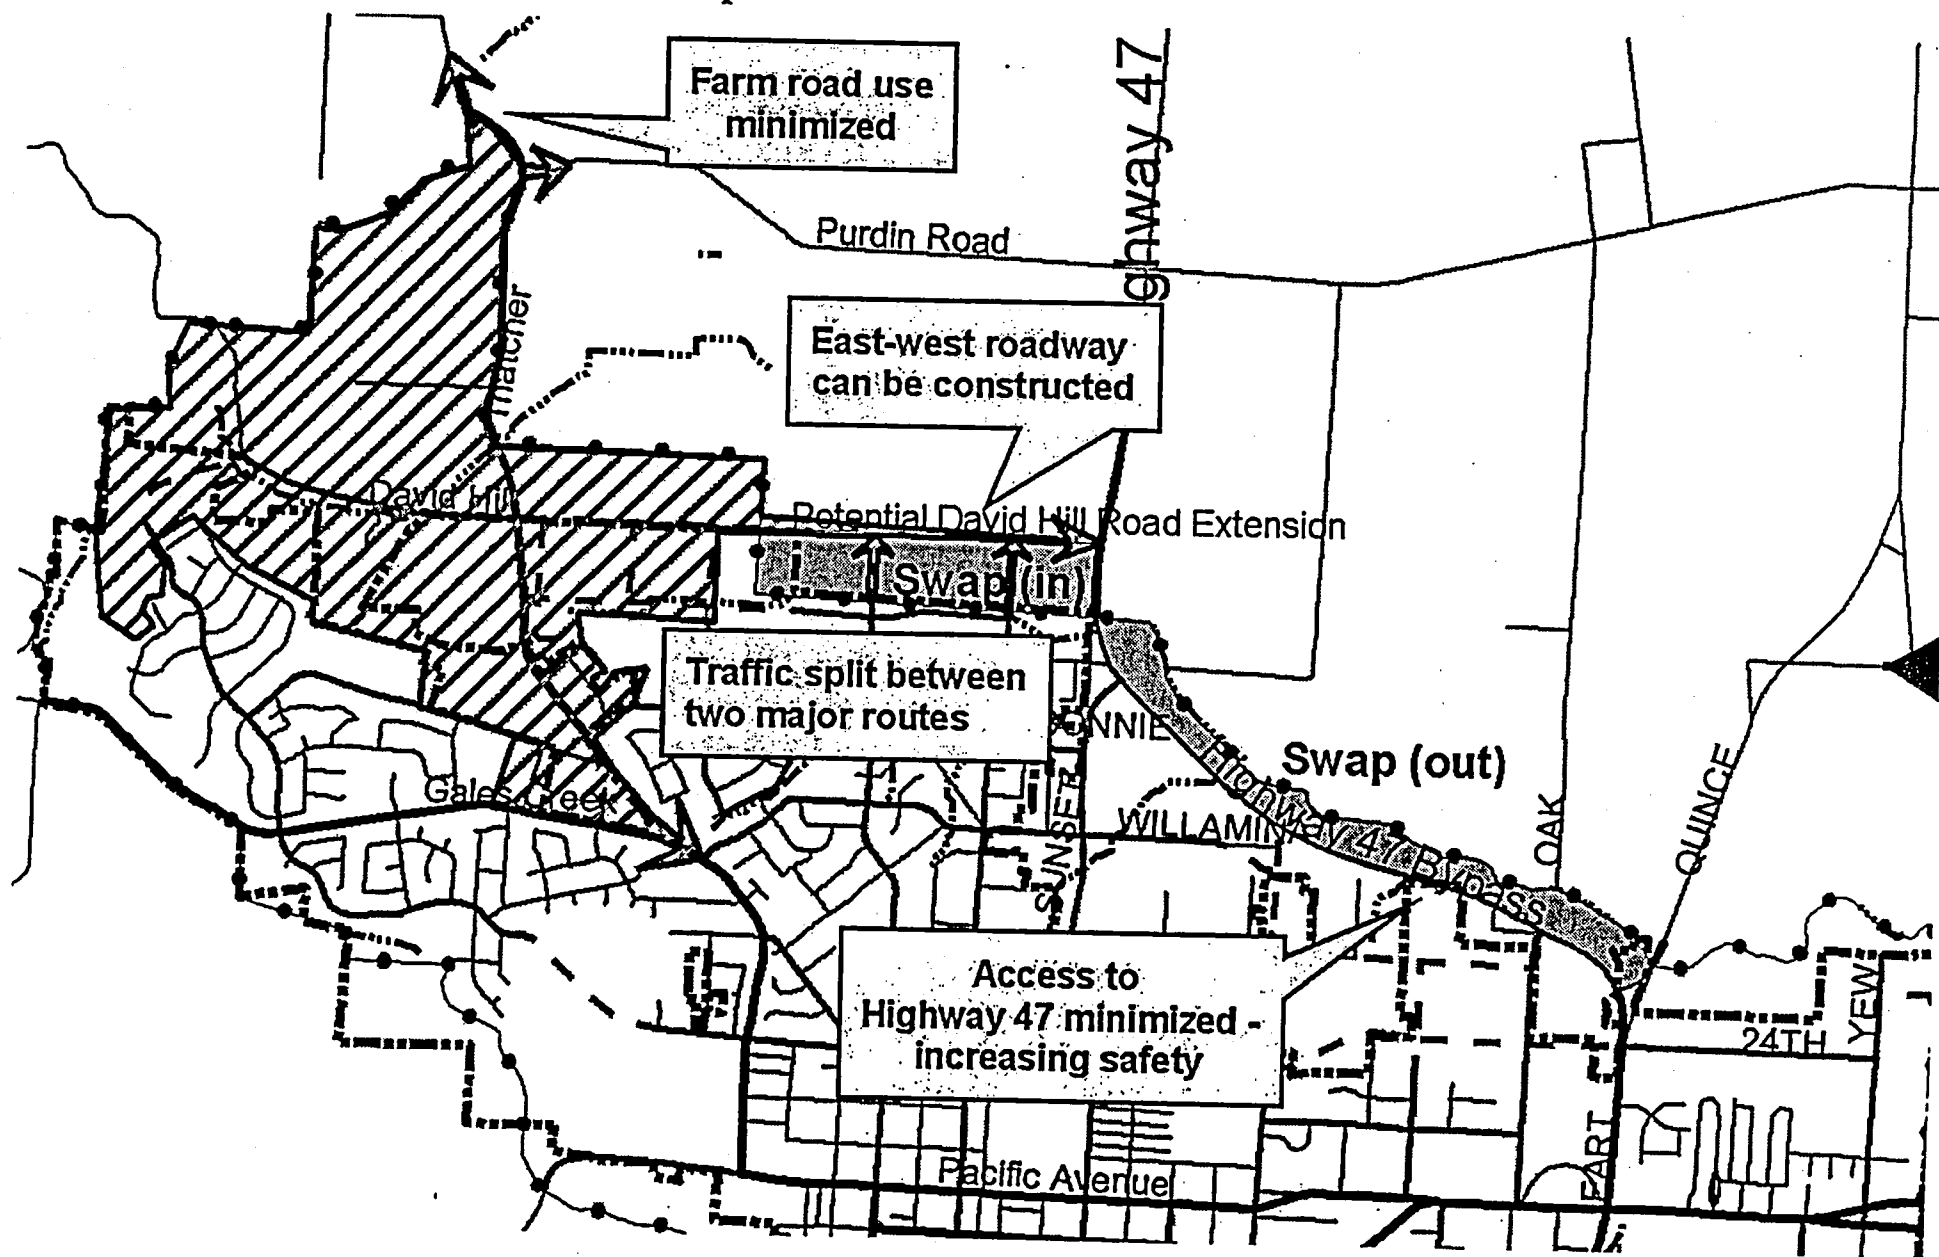 Farm road use
minimized
ghway 47
Purdin Road
Thatcher
East-west roadway
can be constructed
David Hill
Potential David Hill Road Extension
Swap (in)
Traffic split between
two major routes
ONNIE
Swap (out)
Gales Creek
SUNSET
WILLAMINA
Highway 47 Bypass
OAK
QUINCE
Access to
Highway 47 minimized -
increasing safety
24TH
YEW
Pacific Avenue